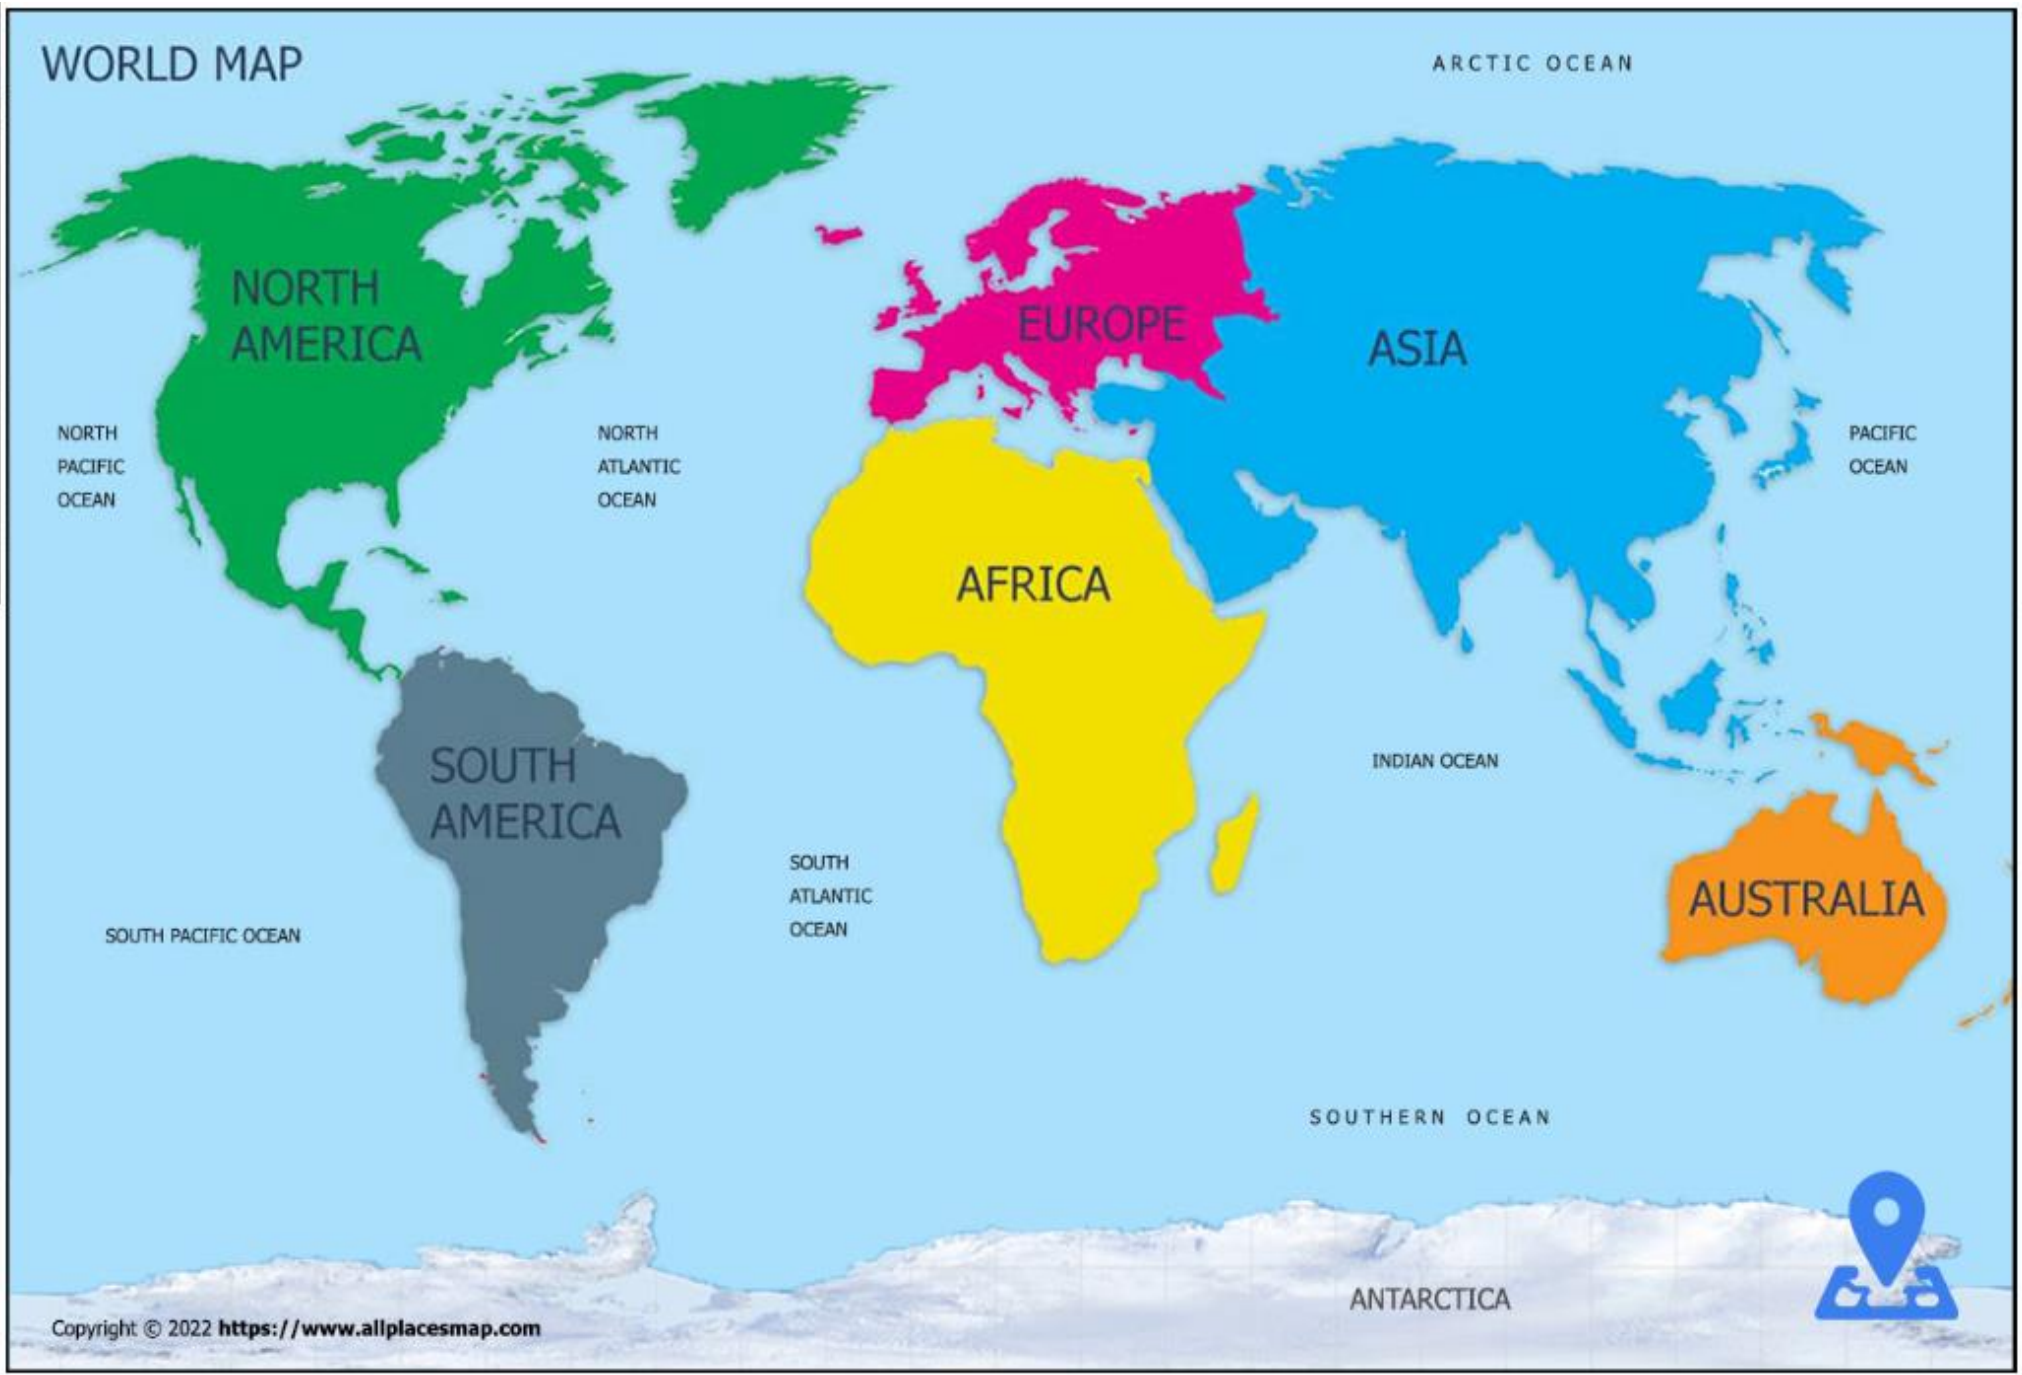 WORLD MAP
ARCTIC OCEAN
NORTH
AMERICA
EUROPE
ASIA
NORTH
PACIFIC
OCEAN
NORTH
ATLANTIC
OCEAN
PACIFIC
OCEAN
AFRICA
SOUTH
AMERICA
INDIAN OCEAN
SOUTH
ATLANTIC
OCEAN
AUSTRALIA
SOUTH PACIFIC OCEAN
SOUTHERN OCEAN
ANTARCTICA
Copyright © 2022 https://www.allplacesmap.com